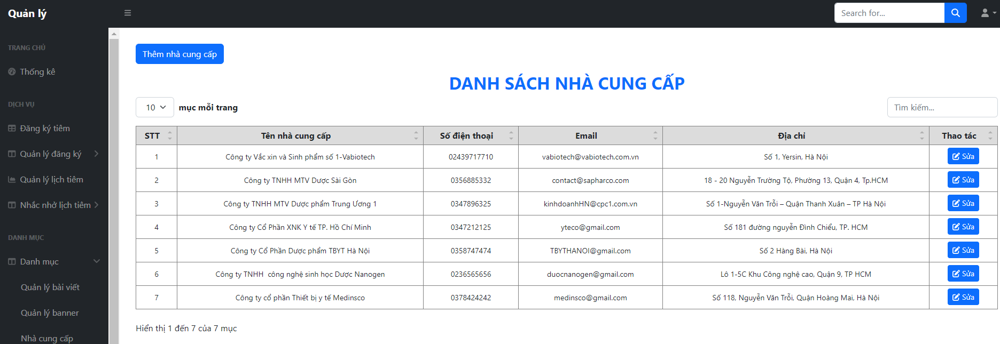 Quản lý
Search for...
TRANG CHỦ
Thống kê
DỊCH VỤ
Đăng ký tiêm
Quản lý đăng ký
Quản lý lịch tiêm
Nhắc nhở lịch tiêm
DANH MỤC
Danh mục
Quản lý bài viết
Quản lý banner
Nhà cung cấp
Thêm nhà cung cấp
DANH SÁCH NHÀ CUNG CẤP
10 mục mỗi trang
Tìm kiếm...
STT Tên nhà cung cấp Số điện thoại Email Địa chỉ Thao tác
1 Công ty Vắc xin và Sinh phẩm số 1-Vabiotech 02439717710 vabiotech@vabiotech.com.vn Số 1, Yersin, Hà Nội Sửa
2 Công ty TNHH MTV Dược Sài Gòn 0356885332 contact@sapharco.com 18 - 20 Nguyễn Trường Tộ, Phường 13, Quận 4, Tp.HCM Sửa
3 Công ty TNHH MTV Dược phẩm Trung Ương 1 0347896325 kinhdoanhHN@cpc1.com.vn Số 1-Nguyễn Văn Trỗi – Quận Thanh Xuân – TP Hà Nội Sửa
4 Công ty Cổ Phần XNK Y tế TP. Hồ Chí Minh 0347212125 yteco@gmail.com Số 181 đường nguyễn Đình Chiểu, TP. HCM Sửa
5 Công ty Cổ Phần Dược phẩm TBYT Hà Nội 0358747474 TBYTHANOI@gmail.com Số 2 Hàng Bài, Hà Nội Sửa
6 Công ty TNHH  công nghệ sinh học Dược Nanogen 0236565656 duocnanogen@gmail.com Lô 1-5C Khu Công nghệ cao, Quận 9, TP HCM Sửa
7 Công ty cổ phần Thiết bị y tế Medinsco 0378424242 medinsco@gmail.com Số 118, Nguyễn Văn Trỗi, Quận Hoàng Mai, Hà Nội Sửa
Hiển thị 1 đến 7 của 7 mục